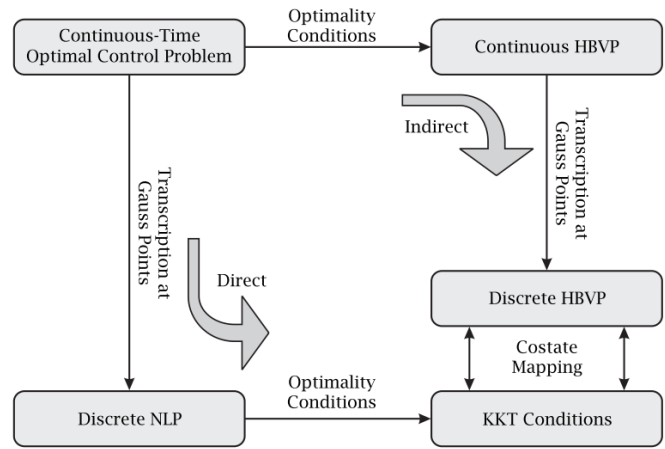 Continuous-Time
Optimal Control Problem
Optimality
Conditions
Continuous HBVP
Indirect
Transcription at
Gauss Points
Transcription at
Gauss Points
Direct
Discrete HBVP
Costate
Mapping
Discrete NLP
Optimality
Conditions
KKT Conditions